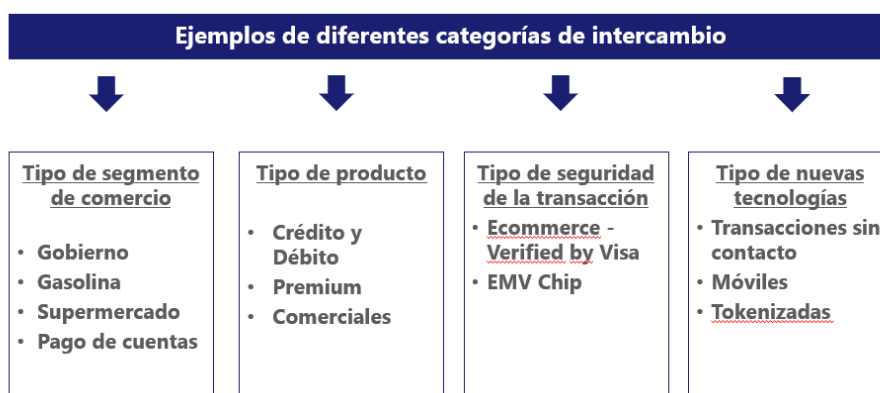 Ejemplos de diferentes categorías de intercambio
Tipo de segmento
de comercio
• Gobierno
• Gasolina
• Supermercado
• Pago de cuentas
Tipo de producto
• Crédito y
Débito
• Premium
• Comerciales
Tipo de seguridad
de la transacción
• Ecommerce -
Verified by Visa
• EMV Chip
Tipo de nuevas
tecnologías
• Transacciones sin
contacto
• Móviles
• Tokenizadas